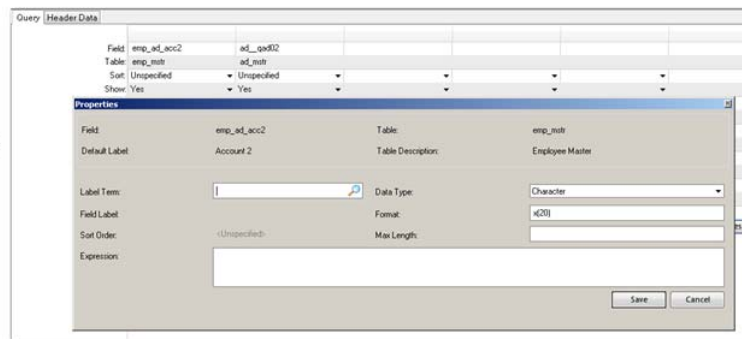 Query Header Data
Field: emp_ad_acc2 ad__qad02
Table: emp_mstr ad_mstr
Sort: Unspecified Unspecified
Show: Yes Yes
Properties
Field: emp_ad_acc2 Table: emp_mstr
Default Label: Account 2 Table Description: Employee Master
Label Term: Data Type: Character
Field Label: Format: x(20)
Sort Order: <Unspecified> Max Length:
Expression:
Save Cancel